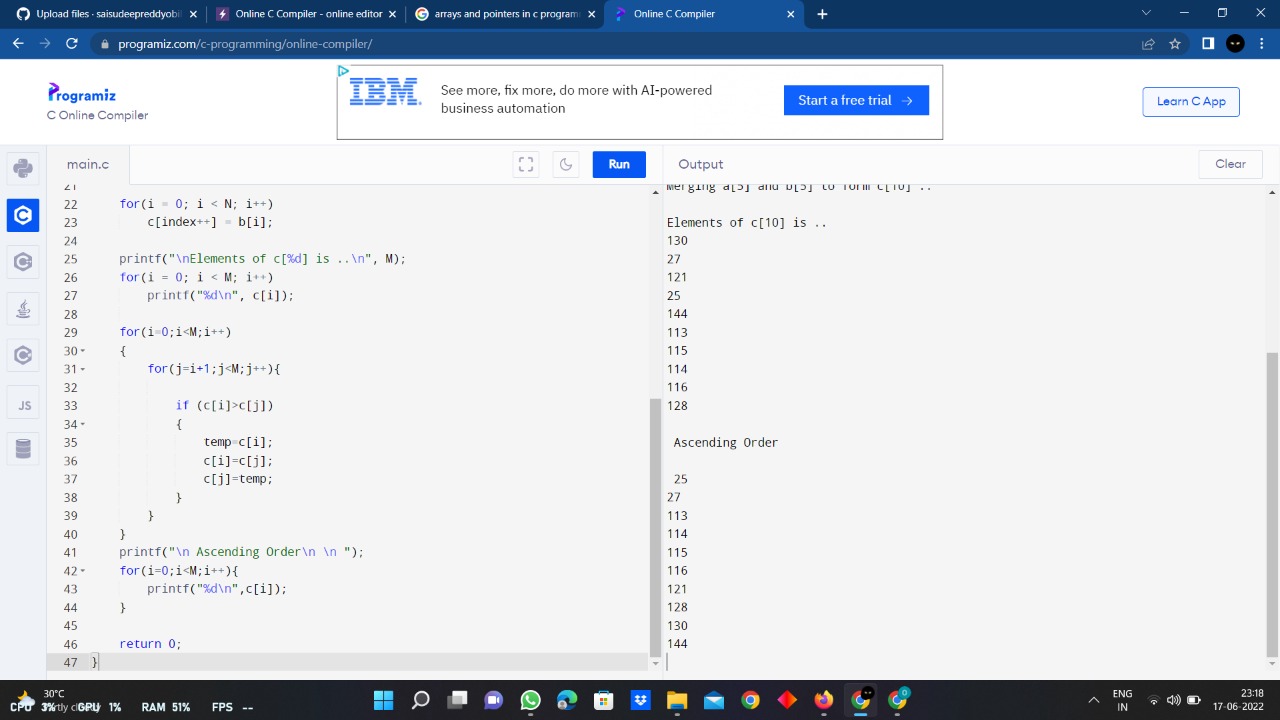 Upload files - saisudeepreddyobil
Online C Compiler - online editor
arrays and pointers in c program
Online C Compiler
programiz.com/c-programming/online-compiler/
Programiz
C Online Compiler
IBM.
See more, fix more, do more with AI-powered
business automation
Start a free trial →
Learn C App
main.c
Run
Output
Clear
21
22 for(i = 0; i < N; i++)
23 c[index++] = b[i];
24
25 printf("\nElements of c[%d] is ..\n", M);
26 for(i = 0; i < M; i++)
27 printf("%d\n", c[i]);
28
29 for(i=0;i<M;i++)
30 {
31 for(j=i+1;j<M;j++){
32
33 if (c[i]>c[j])
34 {
35 temp=c[i];
36 c[i]=c[j];
37 c[j]=temp;
38 }
39 }
40 }
41 printf("\n Ascending Order\n \n ");
42 for(i=0;i<M;i++){
43 printf("%d\n",c[i]);
44 }
45
46 return 0;
47 }
Merging a[5] and b[5] to form c[10] ..
Elements of c[10] is ..
130
27
121
25
144
113
115
114
116
128
Ascending Order
25
27
113
114
115
116
121
128
130
144
JS
30°C
CPU 3% GPU 1% RAM 51% FPS --
ENG
IN
23:18
17-06-2022